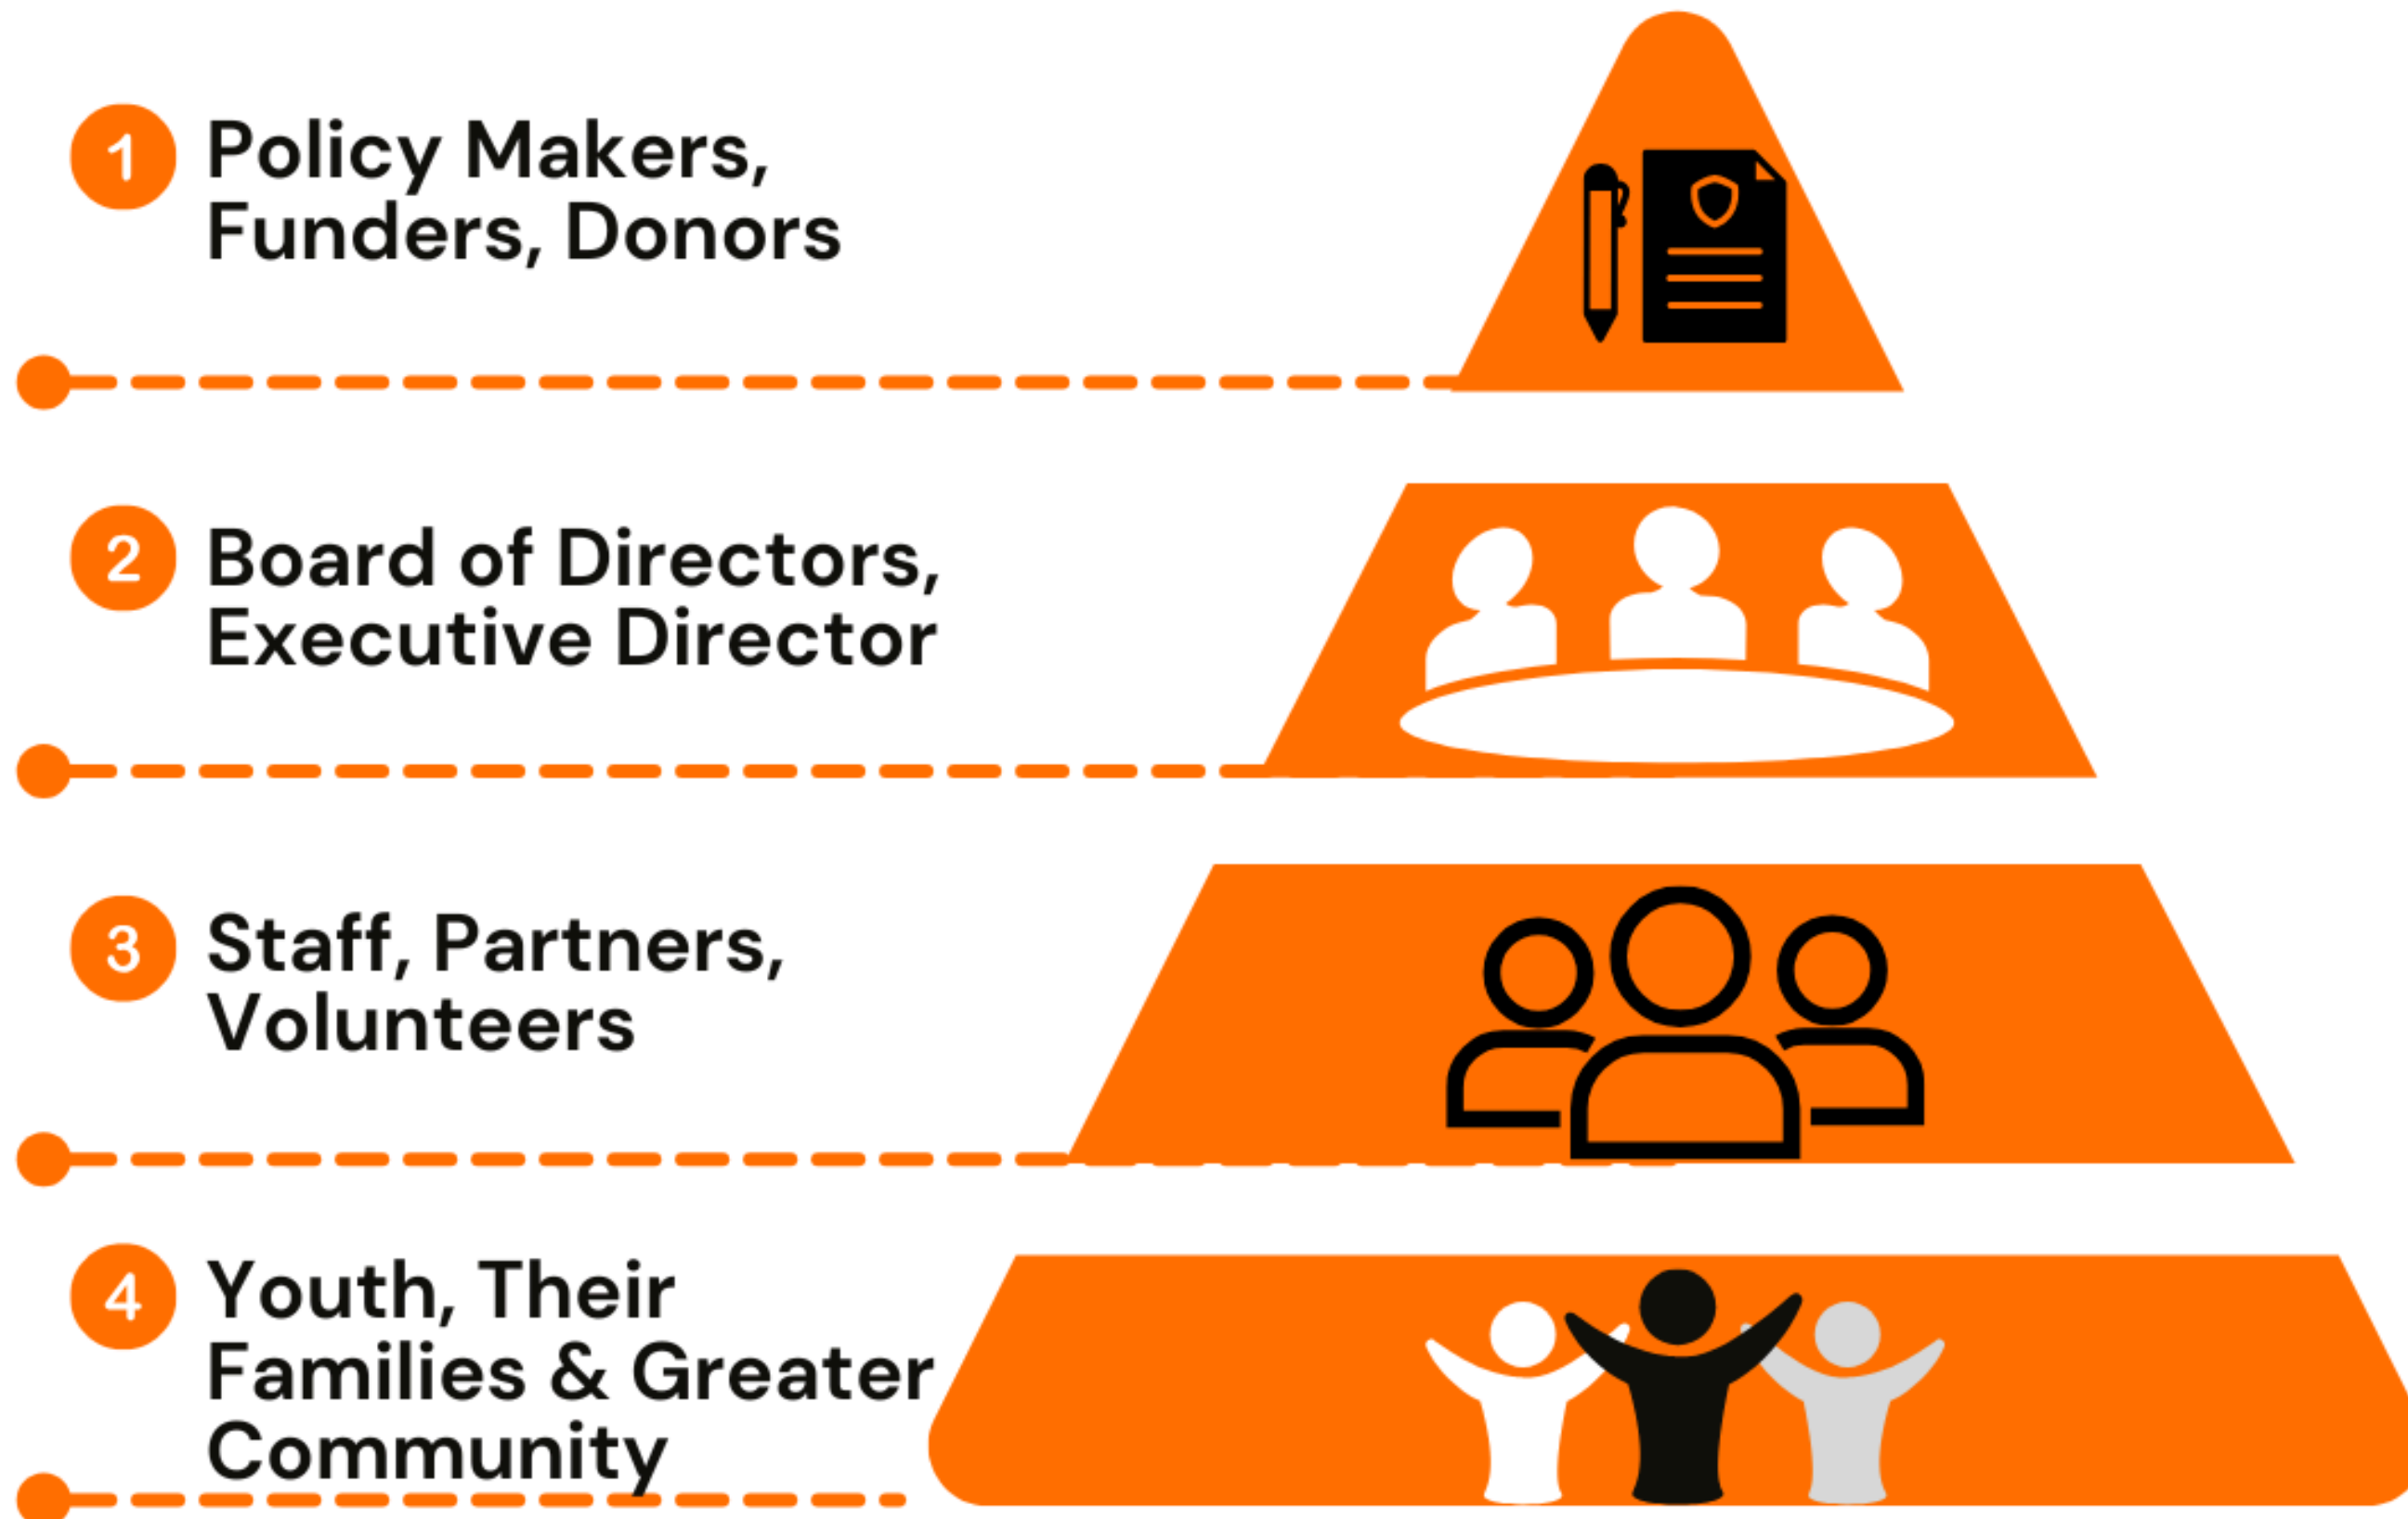 1
Policy Makers,
Funders, Donors
2
Board of Directors,
Executive Director
3
Staff, Partners,
Volunteers
4
Youth, Their
Families & Greater
Community